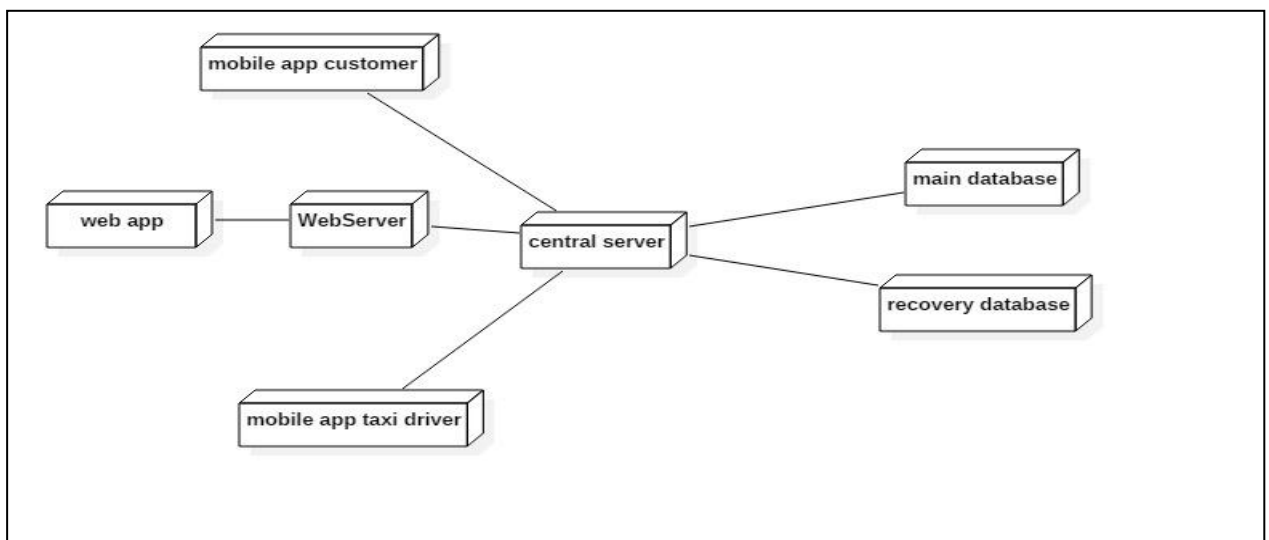 mobile app customer
main database
web app
WebServer
central server
recovery database
mobile app taxi driver